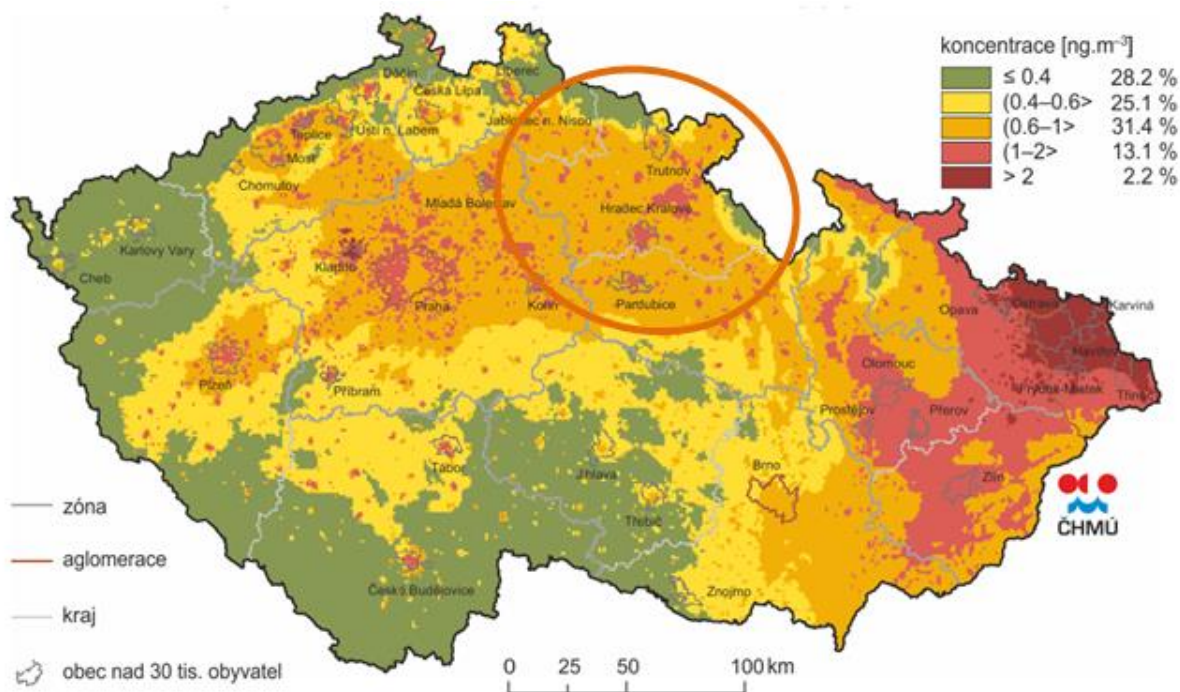 koncentrace [ng.m⁻³]
≤ 0.4 28.2 %
(0.4–0.6> 25.1 %
(0.6–1> 31.4 %
(1–2> 13.1 %
> 2 2.2 %
Děčín
Liberec
Česká Lípa
Jablonec n. Nisou
Teplice
Ústí n. Labem
Most
Chomutov
Trutnov
Mladá Boleslav
Hradec Králové
Karlovy Vary
Cheb
Kladno
Praha
Kolín
Pardubice
Opava
Ostrava
Karviná
Havířov
Frýdek-Místek
Třinec
Olomouc
Plzeň
Příbram
Prostějov
Přerov
Tábor
Jihlava
Brno
Zlín
Třebíč
České Budějovice
Znojmo
ČHMÚ
zóna
aglomerace
kraj
obec nad 30 tis. obyvatel
0 25 50 100 km